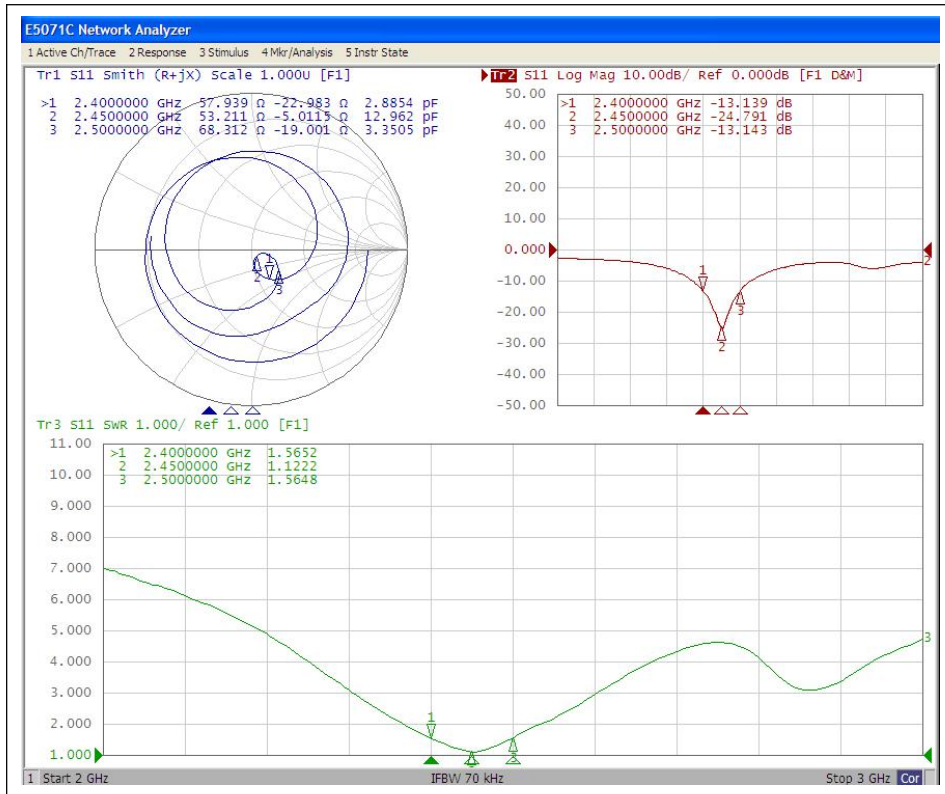 E5071C Network Analyzer
1 Active Ch/Trace 2 Response 3 Stimulus 4 Mkr/Analysis 5 Instr State
Tr1 S11 Smith (R+jX) Scale 1.000U [F1]
>1 2.4000000 GHz 57.939 Ω -22.983 Ω 2.8854 pF
2 2.4500000 GHz 53.211 Ω -5.0115 Ω 12.962 pF
3 2.5000000 GHz 68.312 Ω -19.001 Ω 3.3505 pF
1
2
3
Tr2 S11 Log Mag 10.00dB/ Ref 0.000dB [F1 D&M]
50.00
>1 2.4000000 GHz -13.139 dB
2 2.4500000 GHz -24.791 dB
3 2.5000000 GHz -13.143 dB
40.00
30.00
20.00
10.00
0.000
-10.00
-20.00
-30.00
-40.00
-50.00
1
2
3
2
Tr3 S11 SWR 1.000/ Ref 1.000 [F1]
11.00
>1 2.4000000 GHz 1.5652
2 2.4500000 GHz 1.1222
3 2.5000000 GHz 1.5648
10.00
9.000
8.000
7.000
6.000
5.000
4.000
3.000
2.000
1.000
1
3
1 Start 2 GHz IFBW 70 kHz Stop 3 GHz Cor